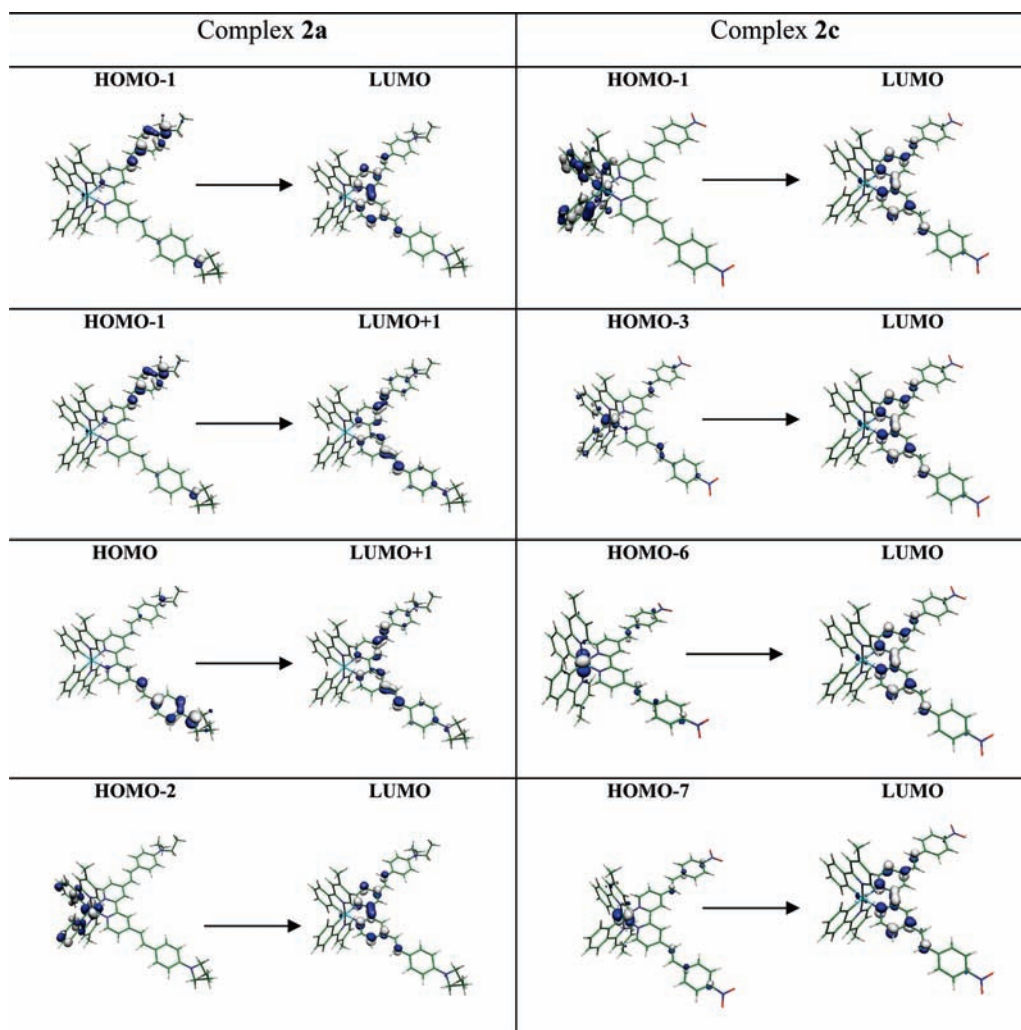 Complex 2a Complex 2c
HOMO-1 LUMO HOMO-1 LUMO
HOMO-1 LUMO+1 HOMO-3 LUMO
HOMO LUMO+1 HOMO-6 LUMO
HOMO-2 LUMO HOMO-7 LUMO